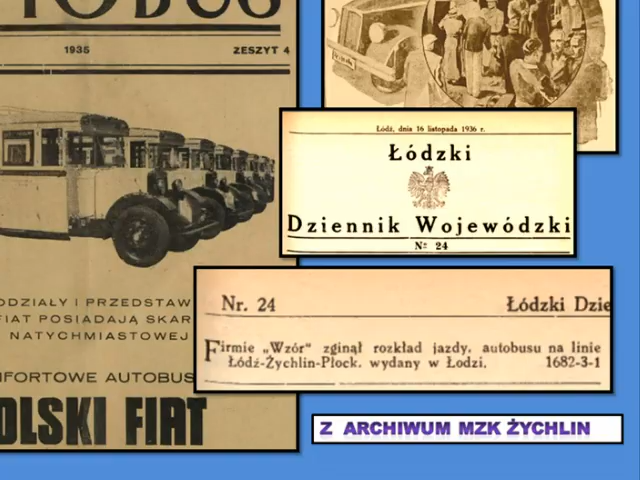 1935 ZESZYT 4
Łódź, dnia 16 listopada 1936 r.
Łódzki
Dziennik Wojewódzki
№ 24
Nr. 24 Łódzki Dzie
Firmie „Wzór" zginął rozkład jazdy, autobusu na linie
Łódź-Żychlin-Płock, wydany w Łodzi. 1682-3-1
ODZIAŁY I PRZEDSTAW
FIAT POSIADAJĄ SKAR
NATYCHMIASTOWEJ
MFORTOWE AUTOBUS
OLSKI FIAT
Z ARCHIWUM MZK ŻYCHLIN